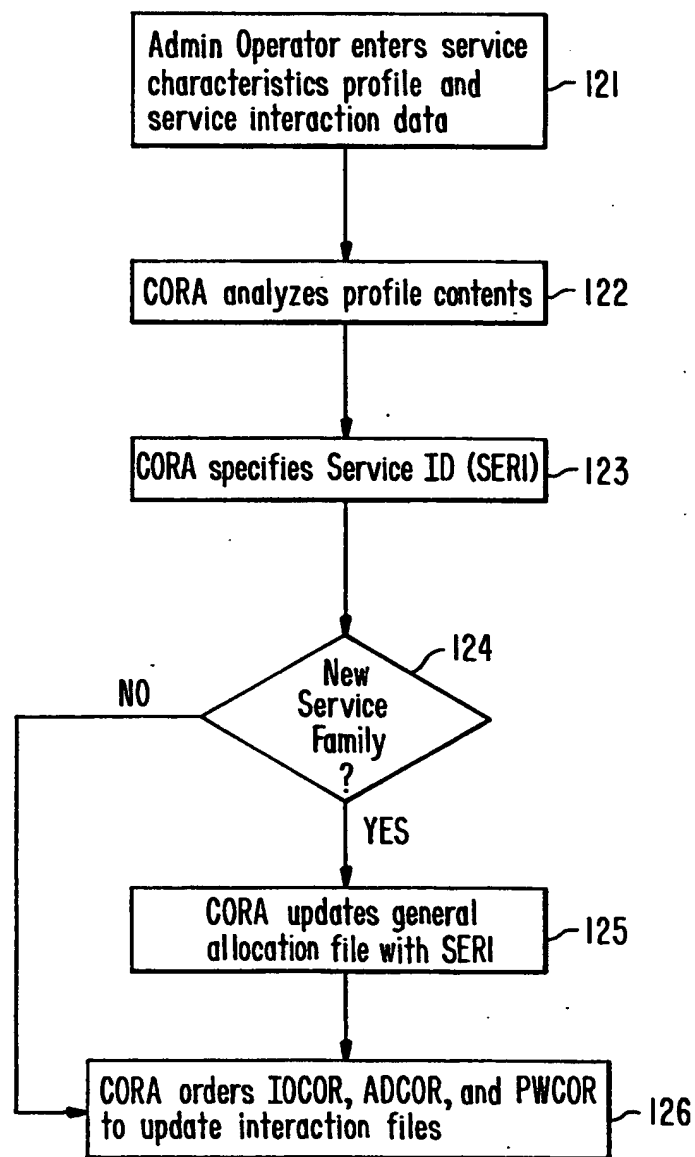 Admin Operator enters service
characteristics profile and
service interaction data
121
CORA analyzes profile contents
122
CORA specifies Service ID (SERI)
123
124
New
Service
Family
?
NO
YES
CORA updates general
allocation file with SERI
125
CORA orders IOCOR, ADCOR, and PWCOR
to update interaction files
126